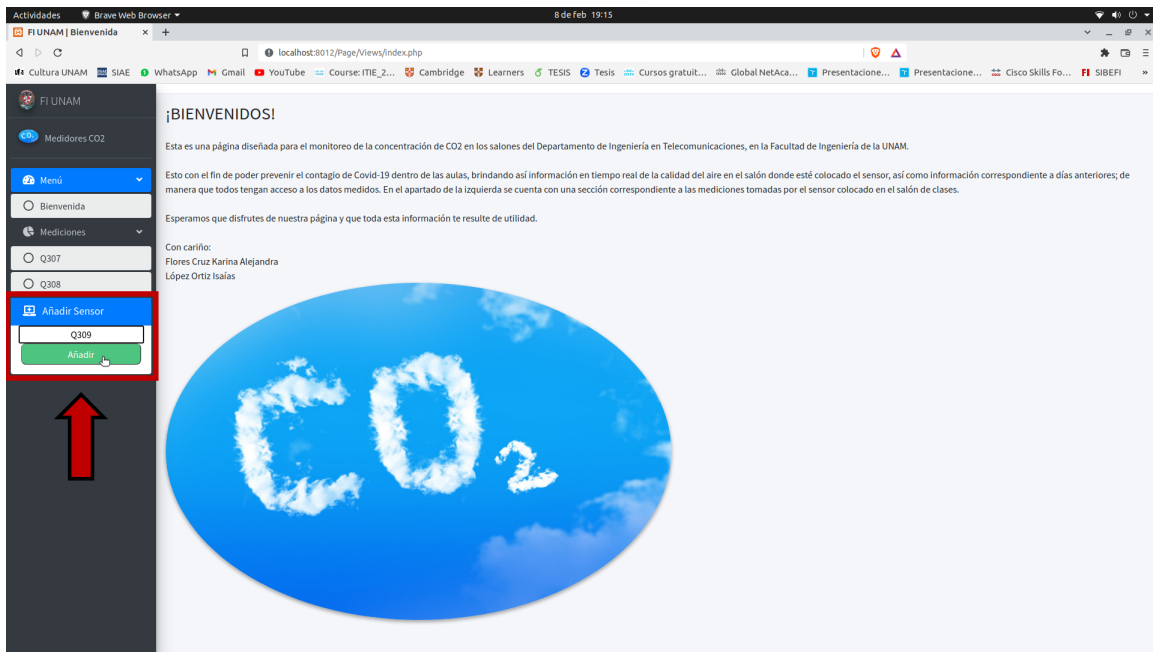 Actividades Brave Web Browser 8 de feb 19:15
FI UNAM | Bienvenida
localhost:8012/Page/Views/index.php
Cultura UNAM SIAE WhatsApp Gmail YouTube Course: ITIE_2... Cambridge Learners TESIS Tesis Cursos gratuit... Global NetAca... Presentacione... Presentacione... Cisco Skills Fo... FI SIBEFI »
FI UNAM
CO₂ Medidores CO2
Menú
Bienvenida
Mediciones
Q307
Q308
Añadir Sensor
Q309
Añadir
¡BIENVENIDOS!
Esta es una página diseñada para el monitoreo de la concentración de CO2 en los salones del Departamento de Ingeniería en Telecomunicaciones, en la Facultad de Ingeniería de la UNAM.
Esto con el fin de poder prevenir el contagio de Covid-19 dentro de las aulas, brindando así información en tiempo real de la calidad del aire en el salón donde esté colocado el sensor, así como información correspondiente a días anteriores; de
manera que todos tengan acceso a los datos medidos. En el apartado de la izquierda se cuenta con una sección correspondiente a las mediciones tomadas por el sensor colocado en el salón de clases.
Esperamos que disfrutes de nuestra página y que toda esta información te resulte de utilidad.
Con cariño:
Flores Cruz Karina Alejandra
López Ortiz Isaías
CO₂